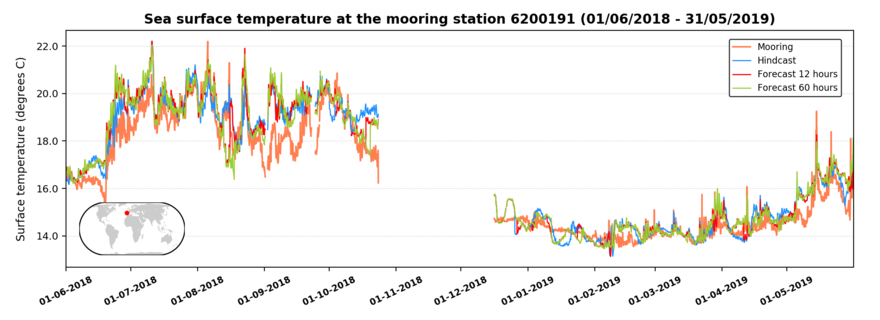 Sea surface temperature at the mooring station 6200191 (01/06/2018 - 31/05/2019)
Surface temperature (degrees C)
22.0
20.0
18.0
16.0
14.0
Mooring
Hindcast
Forecast 12 hours
Forecast 60 hours
01-06-2018
01-07-2018
01-08-2018
01-09-2018
01-10-2018
01-11-2018
01-12-2018
01-01-2019
01-02-2019
01-03-2019
01-04-2019
01-05-2019